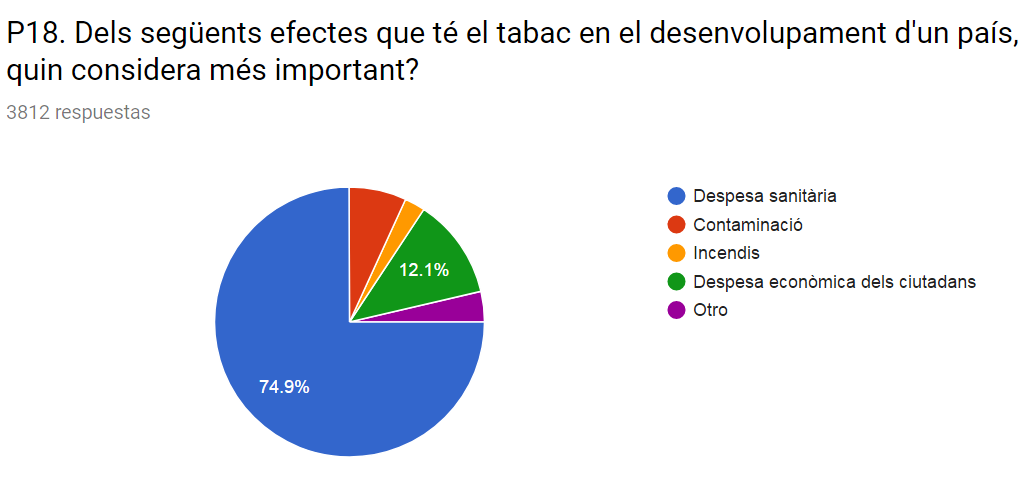 P18. Dels següents efectes que té el tabac en el desenvolupament d'un país,
quin considera més important?
3812 respuestas
Despesa sanitària
Contaminació
Incendis
Despesa econòmica dels ciutadans
Otro
12.1%
74.9%